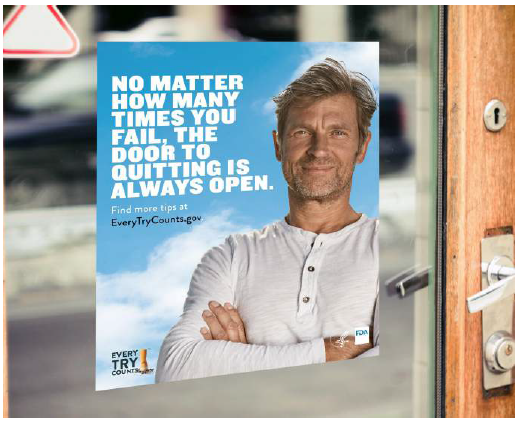 NO MATTER
HOW MANY
TIMES YOU
FAIL, THE
DOOR TO
QUITTING IS
ALWAYS OPEN.
Find more tips at
EveryTryCounts.gov
EVERY
TRY
COUNTS
FDA